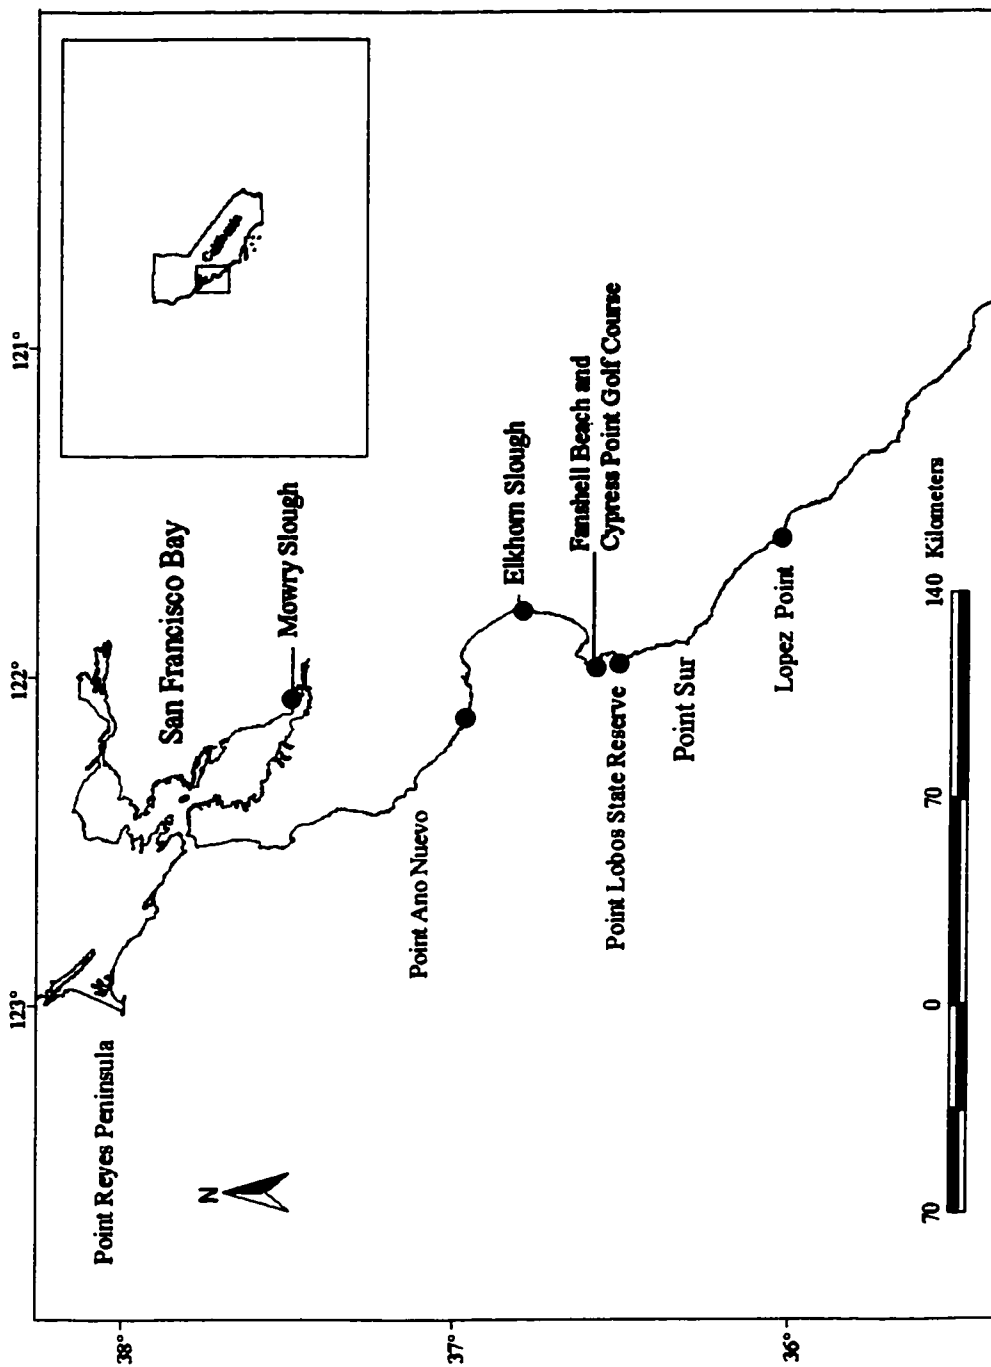 123°
122°
121°
38°
37°
36°
Point Reyes Peninsula
San Francisco Bay
Mowry Slough
California
N
Point Ano Nuevo
Elkhorn Slough
Fanshell Beach and
Cypress Point Golf Course
Point Lobos State Reserve
Point Sur
Lopez Point
70 0 70 140 Kilometers